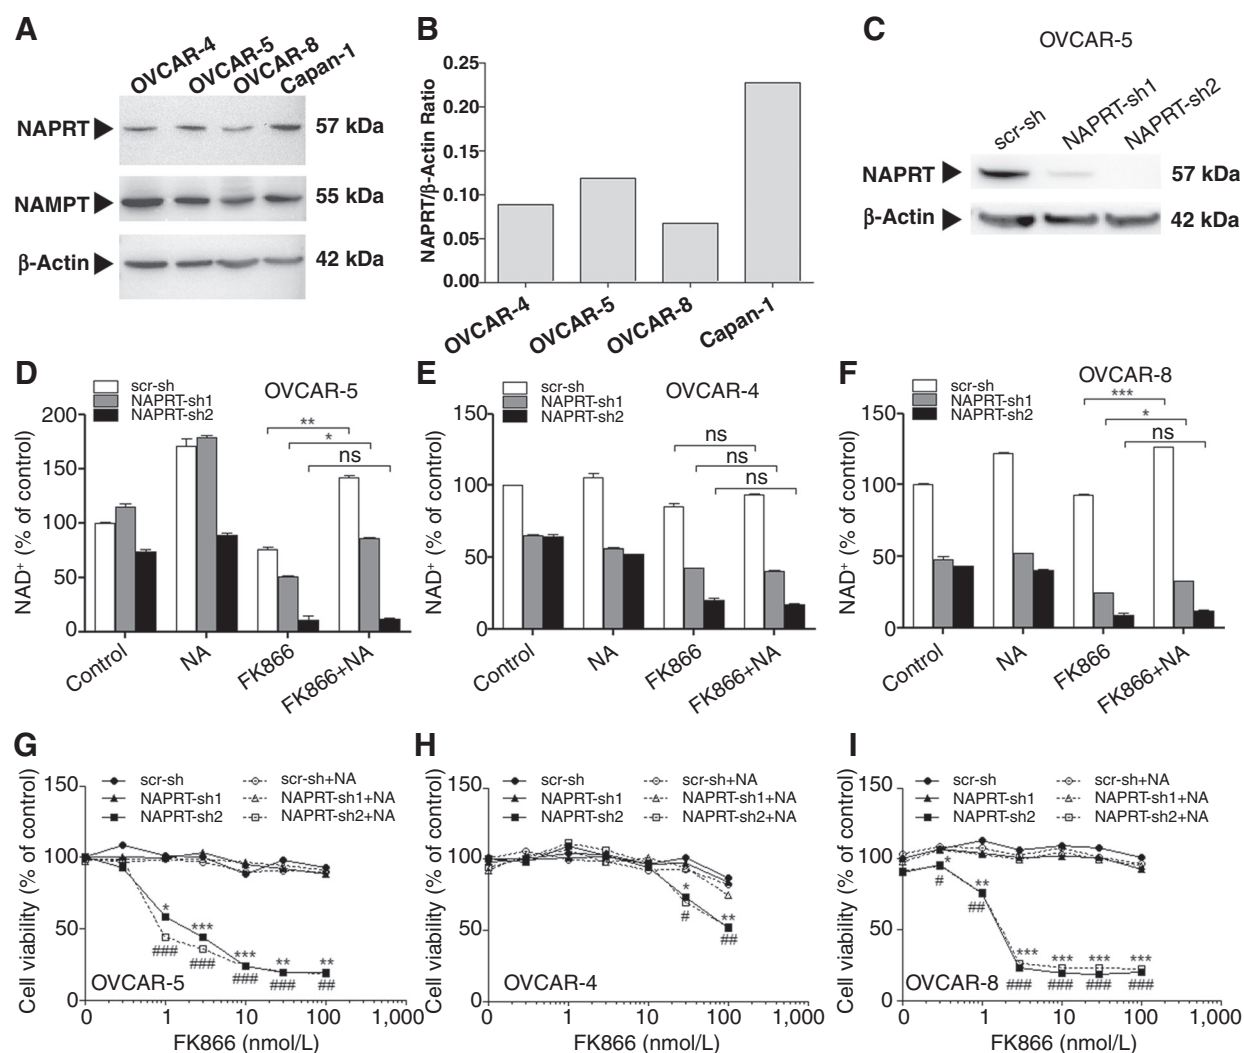 A
OVCAR-4
OVCAR-5
OVCAR-8
Capan-1
NAPRT
57 kDa
NAMPT
55 kDa
β-Actin
42 kDa
B
NAPRT/β-Actin Ratio
0.25
0.20
0.15
0.10
0.05
0.00
OVCAR-4
OVCAR-5
OVCAR-8
Capan-1
C
OVCAR-5
scr-sh
NAPRT-sh1
NAPRT-sh2
NAPRT
57 kDa
β-Actin
42 kDa
D
scr-sh
NAPRT-sh1
NAPRT-sh2
OVCAR-5
NAD+ (% of control)
200
150
100
50
0
**
*
ns
Control
NA
FK866
FK866+NA
E
scr-sh
NAPRT-sh1
NAPRT-sh2
OVCAR-4
NAD+ (% of control)
150
100
50
0
ns
ns
ns
Control
NA
FK866
FK866+NA
F
scr-sh
NAPRT-sh1
NAPRT-sh2
OVCAR-8
NAD+ (% of control)
150
100
50
0
***
*
ns
Control
NA
FK866
FK866+NA
G
scr-sh
NAPRT-sh1
NAPRT-sh2
scr-sh+NA
NAPRT-sh1+NA
NAPRT-sh2+NA
Cell viability (% of control)
150
100
50
0
* *** *** ** **
### ### ### ### ##
OVCAR-5
0 1 10 100 1,000
FK866 (nmol/L)
H
scr-sh
NAPRT-sh1
NAPRT-sh2
scr-sh+NA
NAPRT-sh1+NA
NAPRT-sh2+NA
Cell viability (% of control)
150
100
50
0
* **
# ##
OVCAR-4
0 1 10 100 1,000
FK866 (nmol/L)
I
scr-sh
NAPRT-sh1
NAPRT-sh2
scr-sh+NA
NAPRT-sh1+NA
NAPRT-sh2+NA
Cell viability (% of control)
150
100
50
0
* ** *** *** *** ***
# ## ### ### ### ###
OVCAR-8
0 1 10 100 1,000
FK866 (nmol/L)